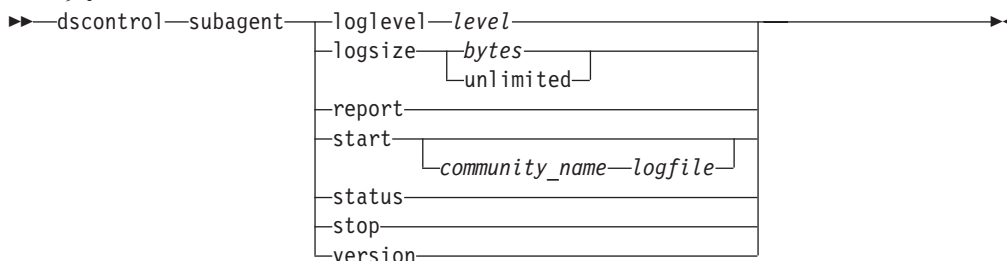 dscontrol subagent loglevel level
logsize bytes
unlimited
report
start
community_name logfile
status
stop
version